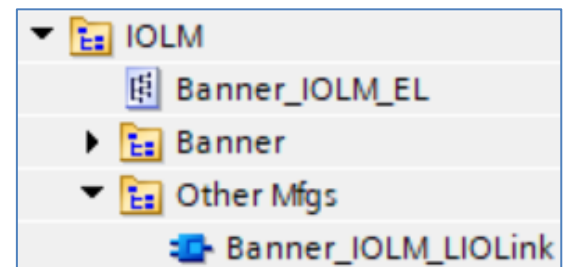 IOLM
Banner_IOLM_EL
Banner
Other Mfgs
Banner_IOLM_LIOLink